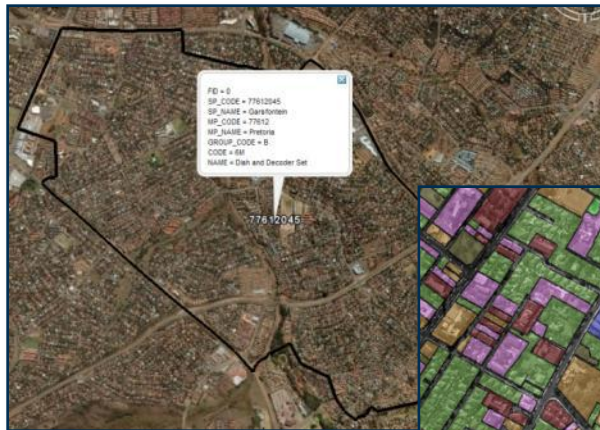 FID = 0
SP_CODE = 77612045
SP_NAME = Garsfontein
MP_CODE = 77612
MP_NAME = Pretoria
GROUP_CODE = B
CODE = 6M
NAME = Dish and Decoder Set
77612045